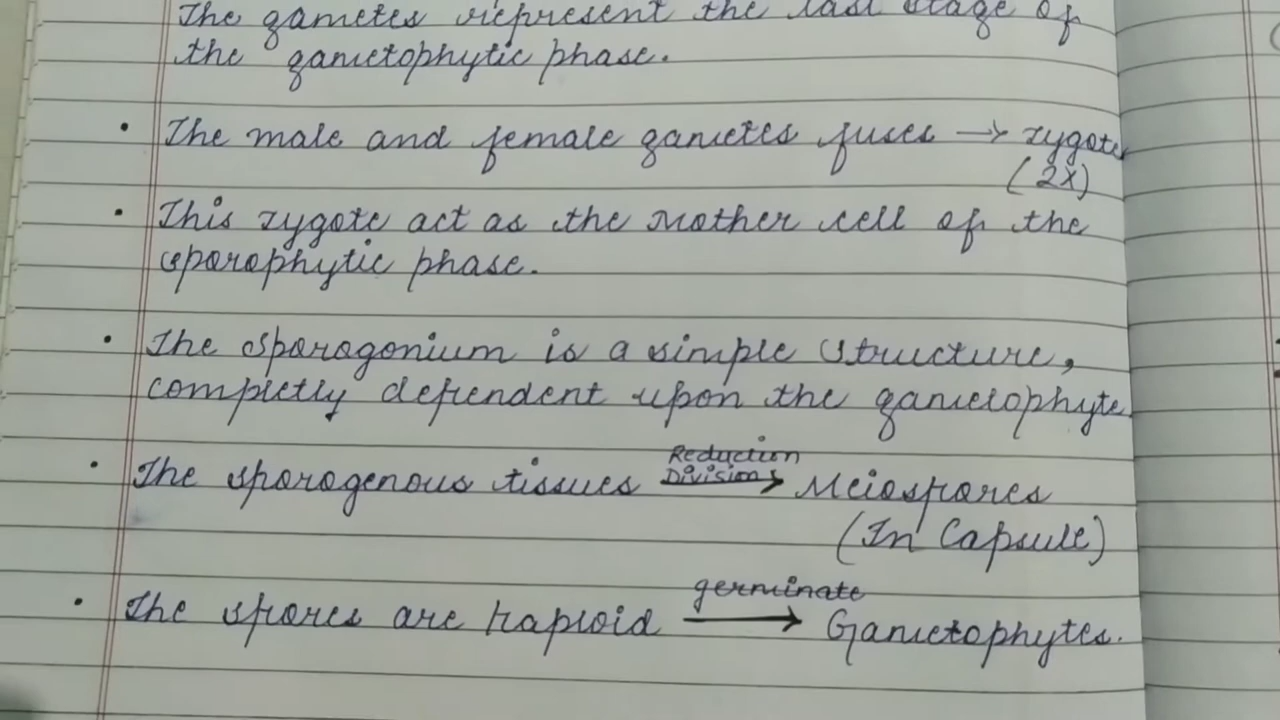 The gametes represent the last stage of
the gametophytic phase.
• The male and female gametes fuses → zygote
(2X)
• This zygote act as the Mother cell of the
sporophytic phase.
• The sporogonium is a simple structure,
completly dependent upon the gametophyte
• The sporogenous tissues Reduction Divisions → Meiospores
(In Capsule)
• The spores are haploid germinate → Gametophytes.